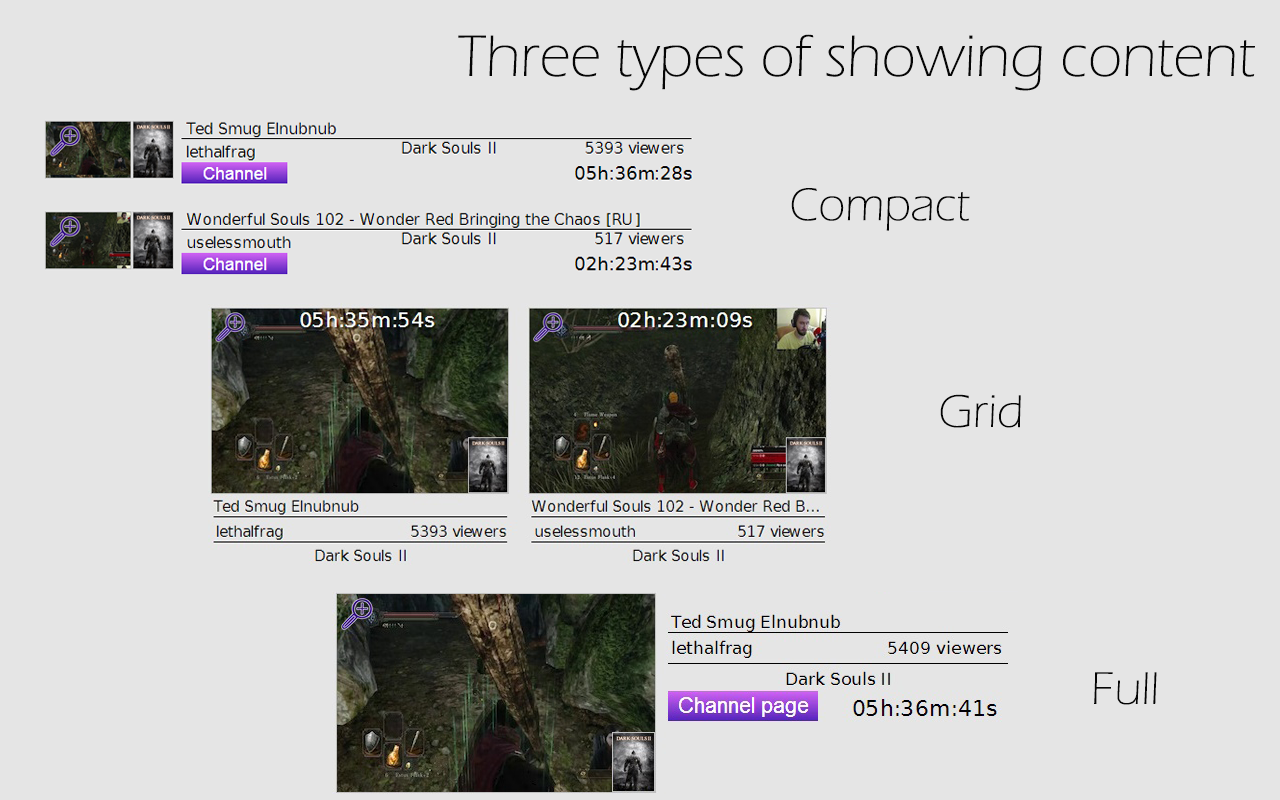 Three types of showing content
DARK SOULS II
Ted Smug Elnubnub
lethalfrag
Dark Souls II
5393 viewers
Channel
05h:36m:28s
Compact
DARK SOULS II
Wonderful Souls 102 - Wonder Red Bringing the Chaos [RU]
uselessmouth
Dark Souls II
517 viewers
Channel
02h:23m:43s
05h:35m:54s
DARK SOULS II
Ted Smug Elnubnub
lethalfrag
5393 viewers
Dark Souls II
02h:23m:09s
Flame Weapon
DARK SOULS II
Wonderful Souls 102 - Wonder Red B...
uselessmouth
517 viewers
Dark Souls II
Grid
DARK SOULS II
Ted Smug Elnubnub
lethalfrag
5409 viewers
Dark Souls II
Channel page
05h:36m:41s
Full